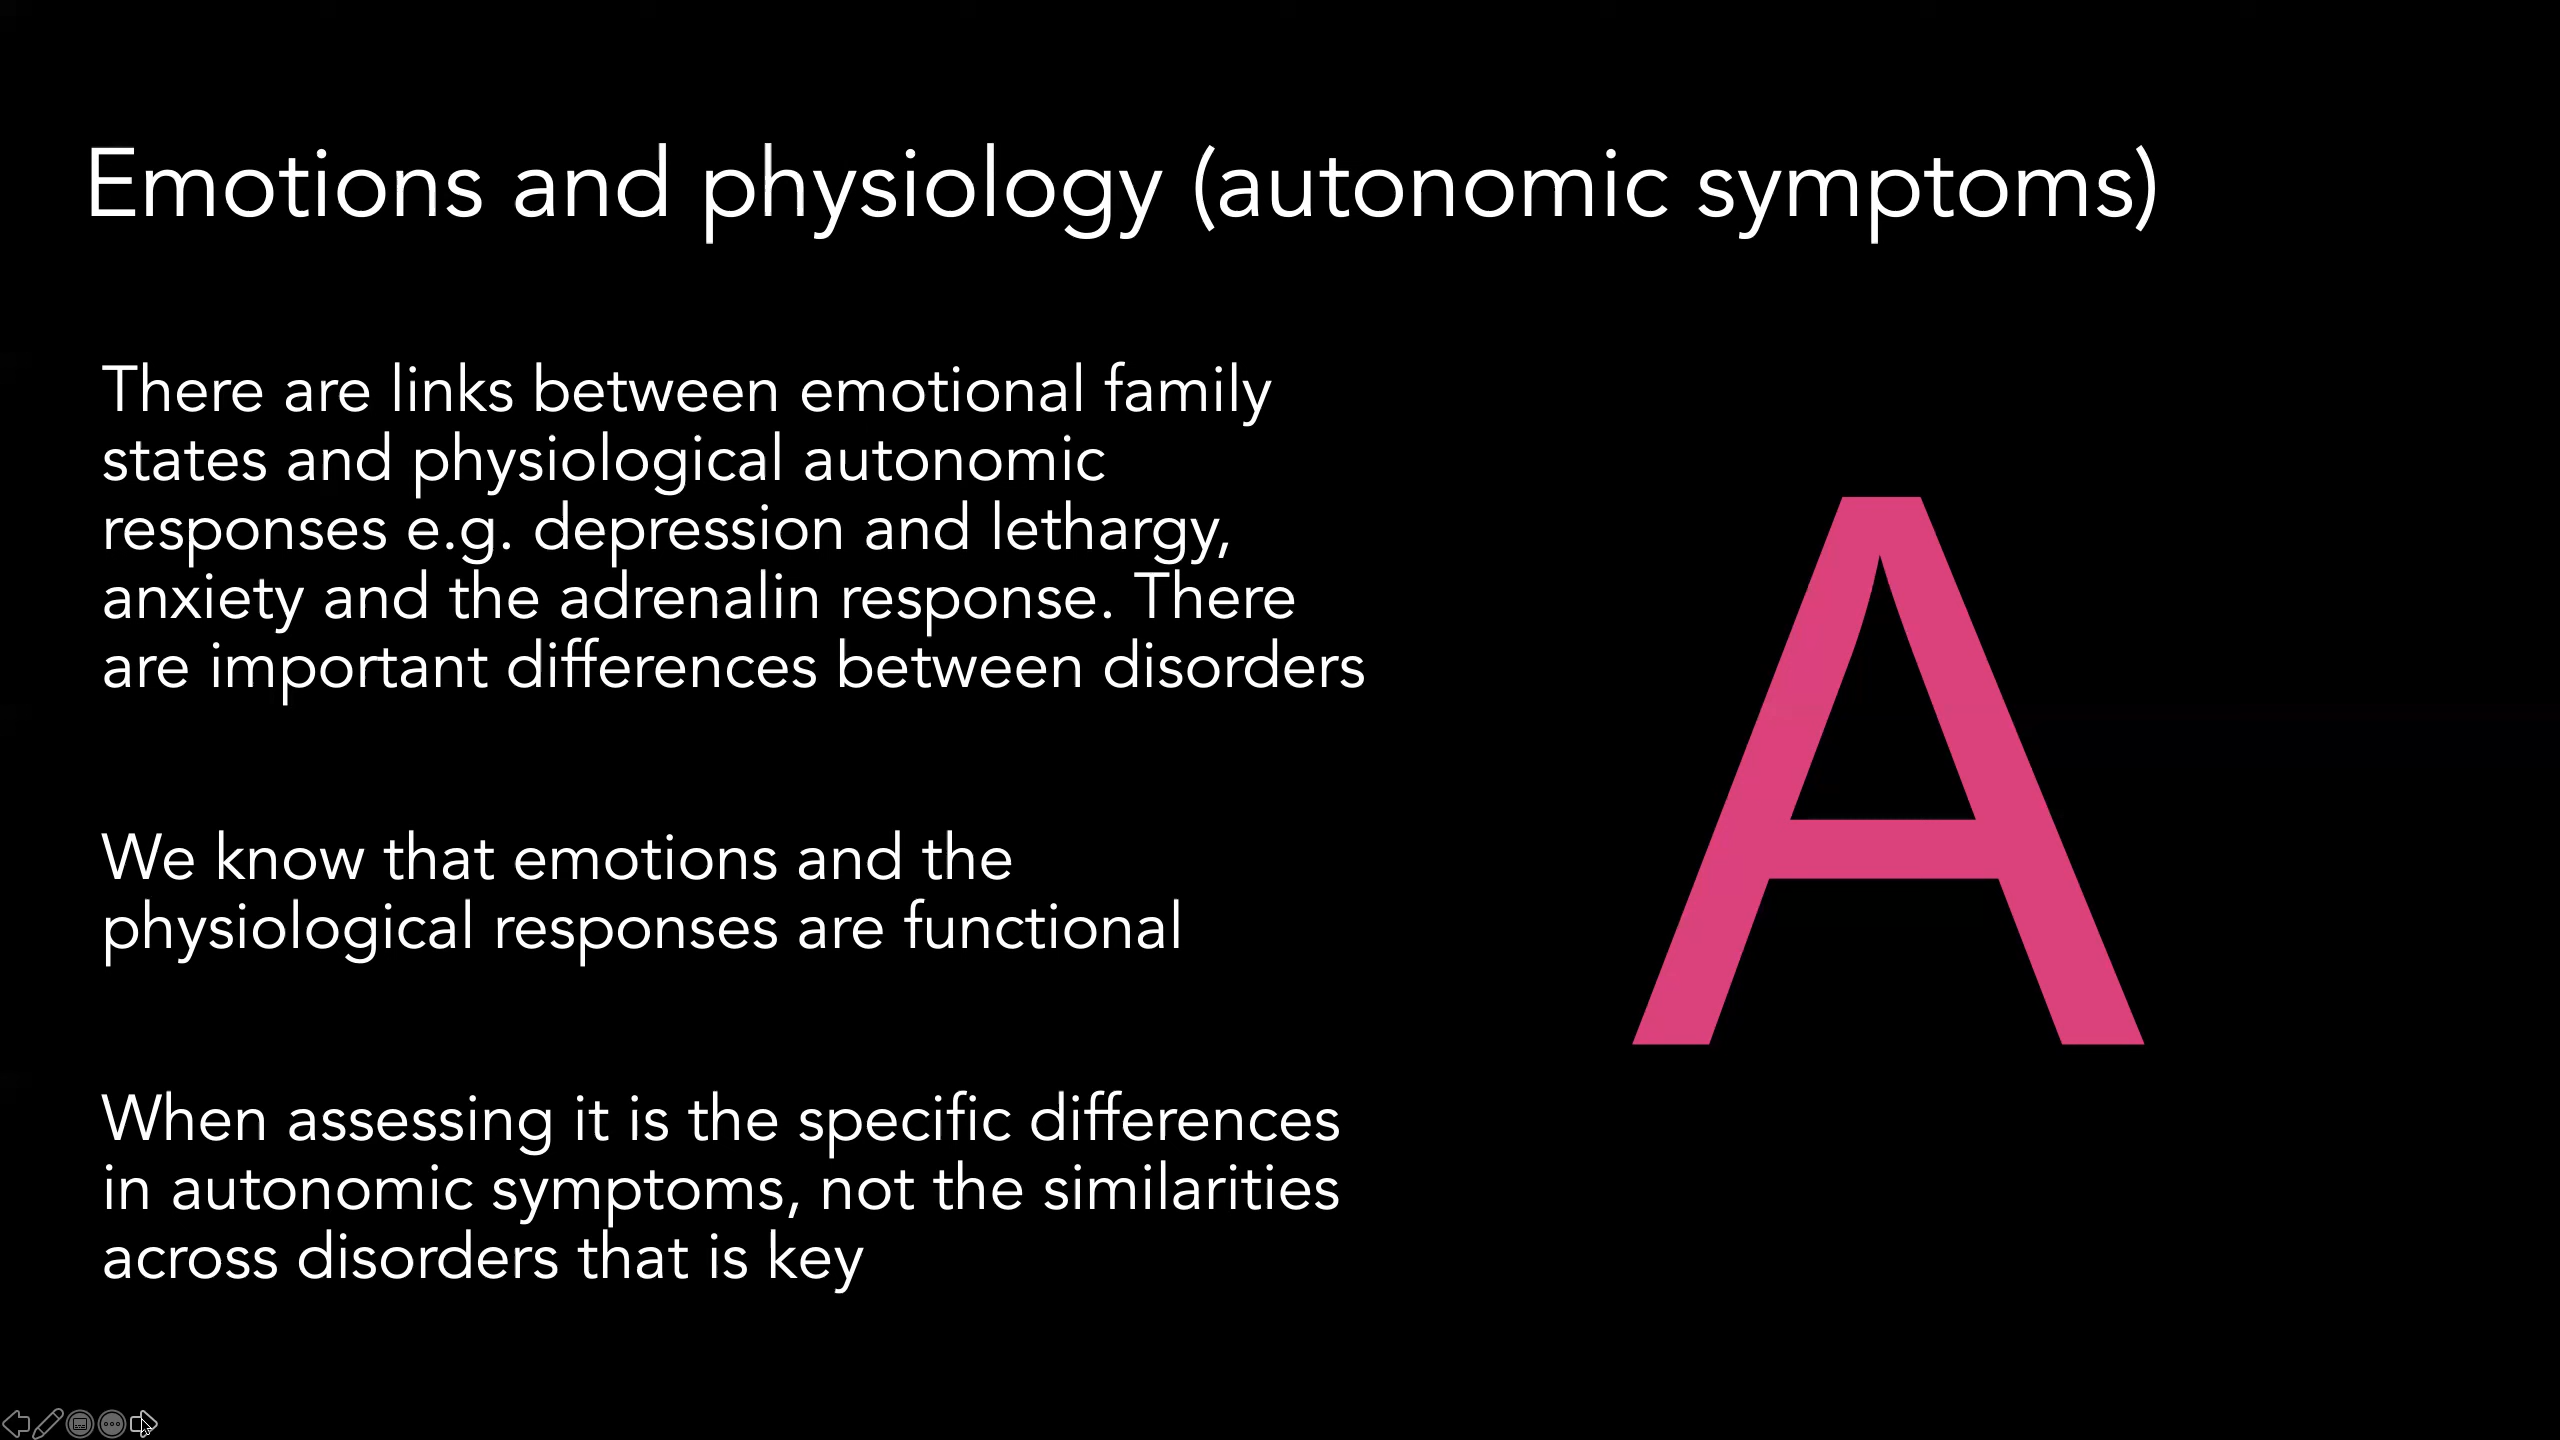 Emotions and physiology (autonomic symptoms)
There are links between emotional family
states and physiological autonomic
responses e.g. depression and lethargy,
anxiety and the adrenalin response. There
are important differences between disorders
We know that emotions and the
physiological responses are functional
When assessing it is the specific differences
in autonomic symptoms, not the similarities
across disorders that is key
A